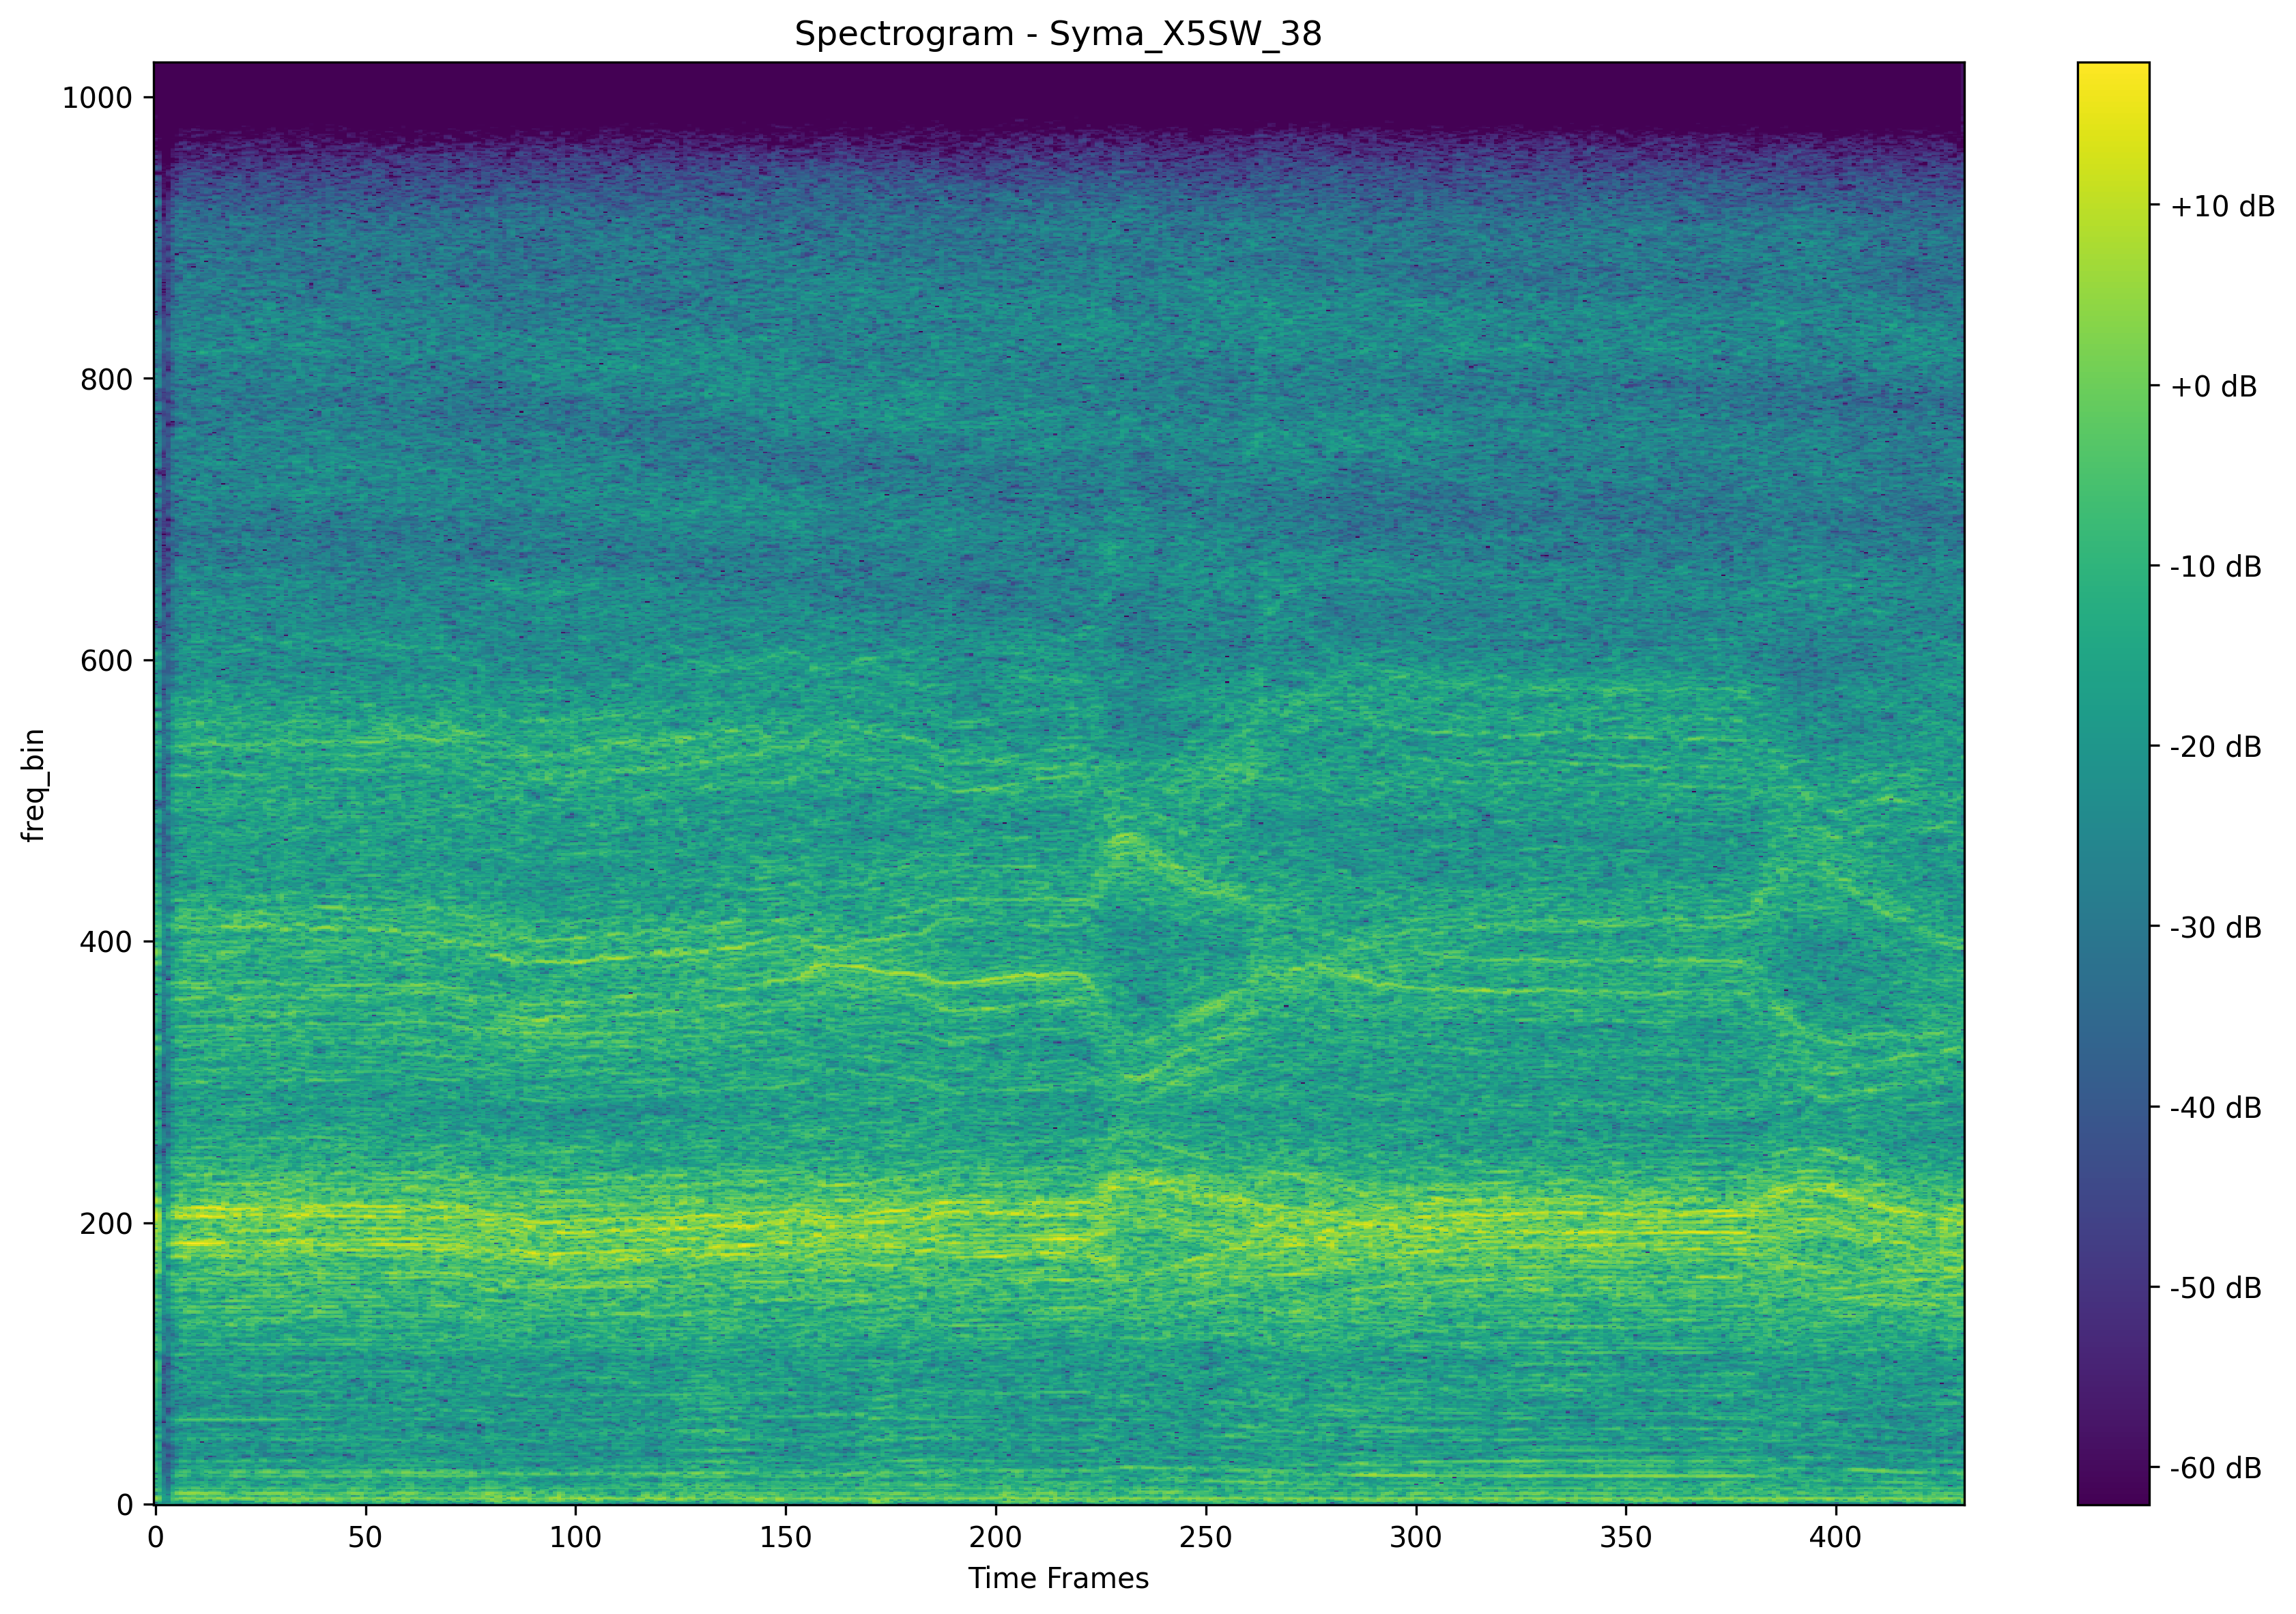 Spectrogram - Syma_X5SW_38
1000
800
600
400
200
0
freq_bin
0 50 100 150 200 250 300 350 400
Time Frames
+10 dB
+0 dB
-10 dB
-20 dB
-30 dB
-40 dB
-50 dB
-60 dB